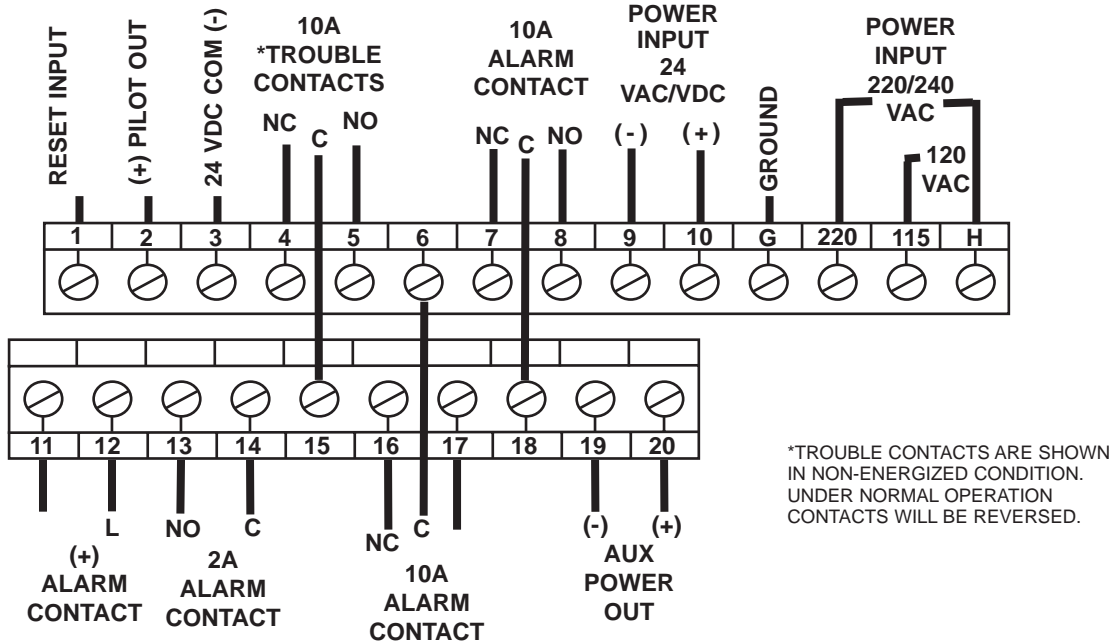 RESET INPUT
(+) PILOT OUT
24 VDC COM (-)
10A
*TROUBLE
CONTACTS
NC C NO
10A
ALARM
CONTACT
NC C NO
POWER
INPUT
24
VAC/VDC
(-) (+)
GROUND
POWER
INPUT
220/240
VAC
120
VAC
1 2 3 4 5 6 7 8 9 10 G 220 115 H
11 12 13 14 15 16 17 18 19 20
L
(+)
ALARM
CONTACT
NO C
2A
ALARM
CONTACT
NC C
10A
ALARM
CONTACT
(-) (+)
AUX
POWER
OUT
*TROUBLE CONTACTS ARE SHOWN
IN NON-ENERGIZED CONDITION.
UNDER NORMAL OPERATION
CONTACTS WILL BE REVERSED.